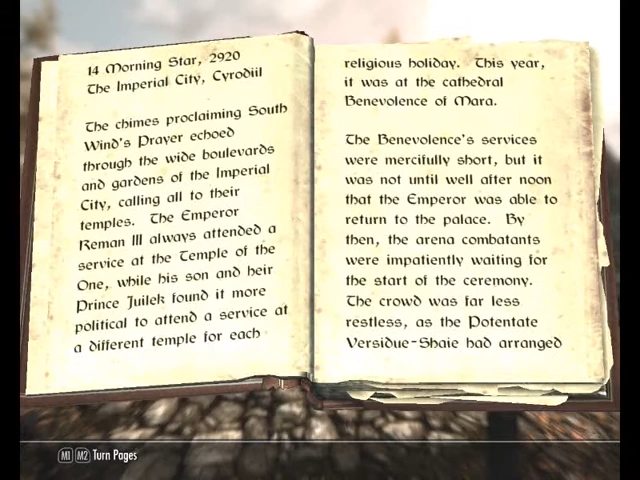 14 Morning Star, 2920
The Imperial City, Cyrodiil
The chimes proclaiming South
Wind's Prayer echoed
through the wide boulevards
and gardens of the Imperial
City, calling all to their
temples. The Emperor
Reman III always attended a
service at the Temple of the
One, while his son and heir
Prince Juilek found it more
political to attend a service at
a different temple for each
religious holiday. This year,
it was at the cathedral
Benevolence of Mara.
The Benevolence's services
were mercifully short, but it
was not until well after noon
that the Emperor was able to
return to the palace. By
then, the arena combatants
were impatiently waiting for
the start of the ceremony.
The crowd was far less
restless, as the Potentate
Versidue-Shaie had arranged
M1 M2 Turn Pages